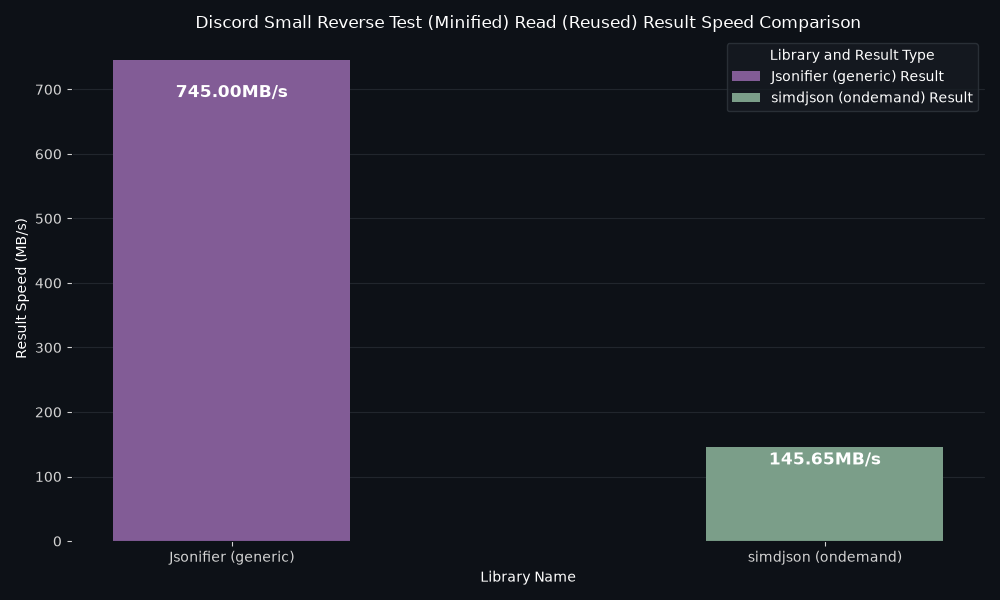 Discord Small Reverse Test (Minified) Read (Reused) Result Speed Comparison
Library and Result Type
Jsonifier (generic) Result
simdjson (ondemand) Result
745.00MB/s
145.65MB/s
Result Speed (MB/s)
700
600
500
400
300
200
100
0
Jsonifier (generic)
simdjson (ondemand)
Library Name